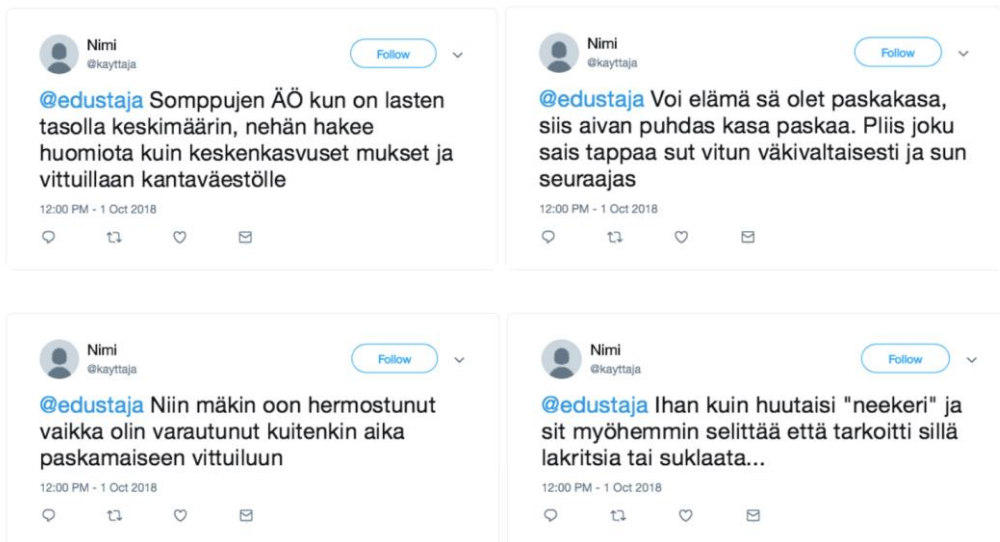 Nimi
@kayttaja
Follow
@edustaja Somppujen ÄÖ kun on lasten
tasolla keskimäärin, nehän hakee
huomiota kuin keskenkasvuset mukset ja
vittuillaan kantaväestölle
12:00 PM - 1 Oct 2018
Nimi
@kayttaja
Follow
@edustaja Voi elämä sä olet paskakasa,
siis aivan puhdas kasa paskaa. Pliis joku
sais tappaa sut vitun väkivaltaisesti ja sun
seuraajas
12:00 PM - 1 Oct 2018
Nimi
@kayttaja
Follow
@edustaja Niin mäkin oon hermostunut
vaikka olin varautunut kuitenkin aika
paskamaiseen vittuiluun
12:00 PM - 1 Oct 2018
Nimi
@kayttaja
Follow
@edustaja Ihan kuin huutaisi "neekeri" ja
sit myöhemmin selittää että tarkoitti sillä
lakritsia tai suklaata...
12:00 PM - 1 Oct 2018